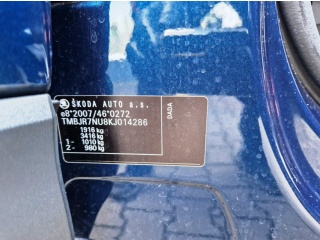 ŠKODA AUTO a.s.
e8*2007/46*0272
TMBJR7NU8KJ014286
1916 kg
3416 kg
1- 1010 kg
2- 980 kg
DADA